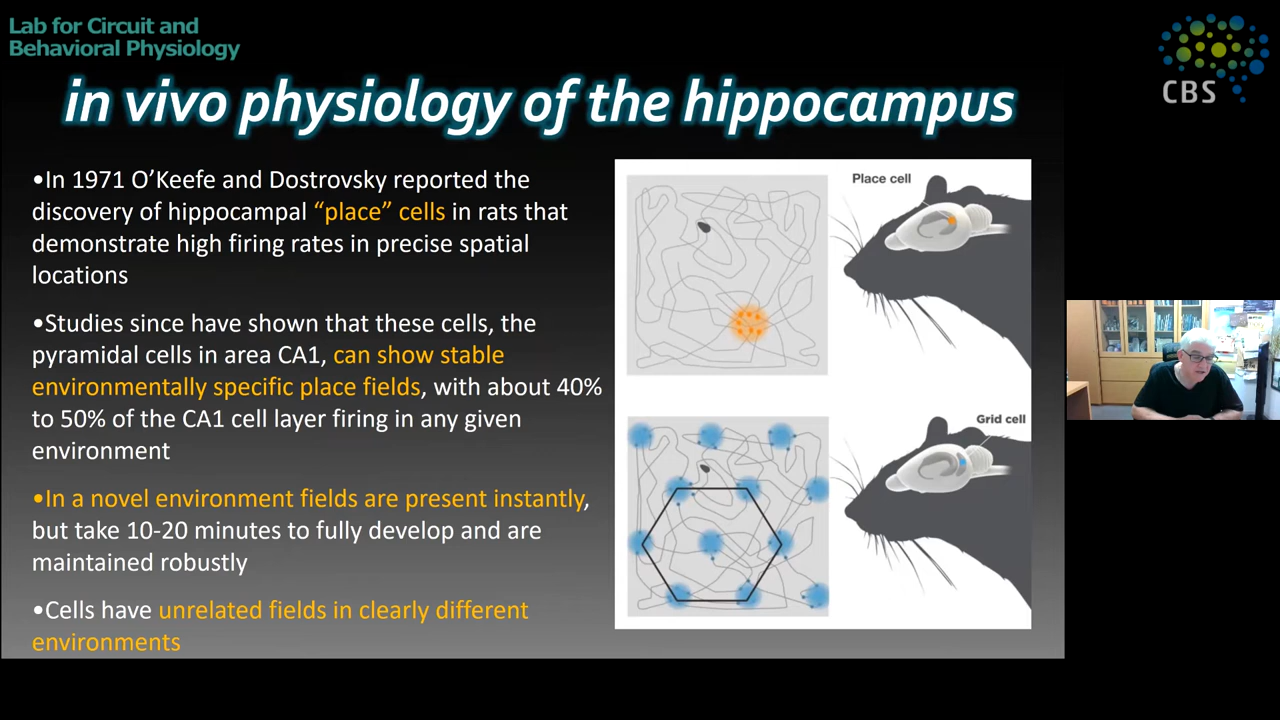 Lab for Circuit and
Behavioral Physiology
CBS
in vivo physiology of the hippocampus
•In 1971 O’Keefe and Dostrovsky reported the
discovery of hippocampal “place” cells in rats that
demonstrate high firing rates in precise spatial
locations
•Studies since have shown that these cells, the
pyramidal cells in area CA1, can show stable
environmentally specific place fields, with about 40%
to 50% of the CA1 cell layer firing in any given
environment
•In a novel environment fields are present instantly,
but take 10-20 minutes to fully develop and are
maintained robustly
•Cells have unrelated fields in clearly different
environments
Place cell
Grid cell